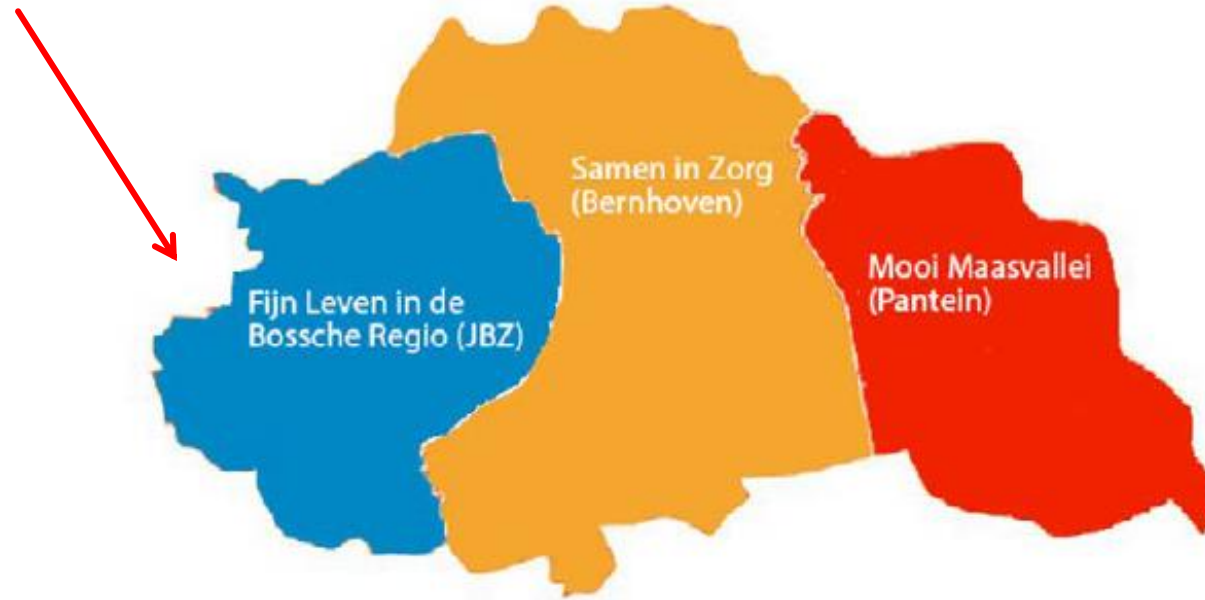 Samen in Zorg
(Bernhoven)
Mooi Maasvallei
(Pantein)
Fijn Leven in de
Bossche Regio (JBZ)